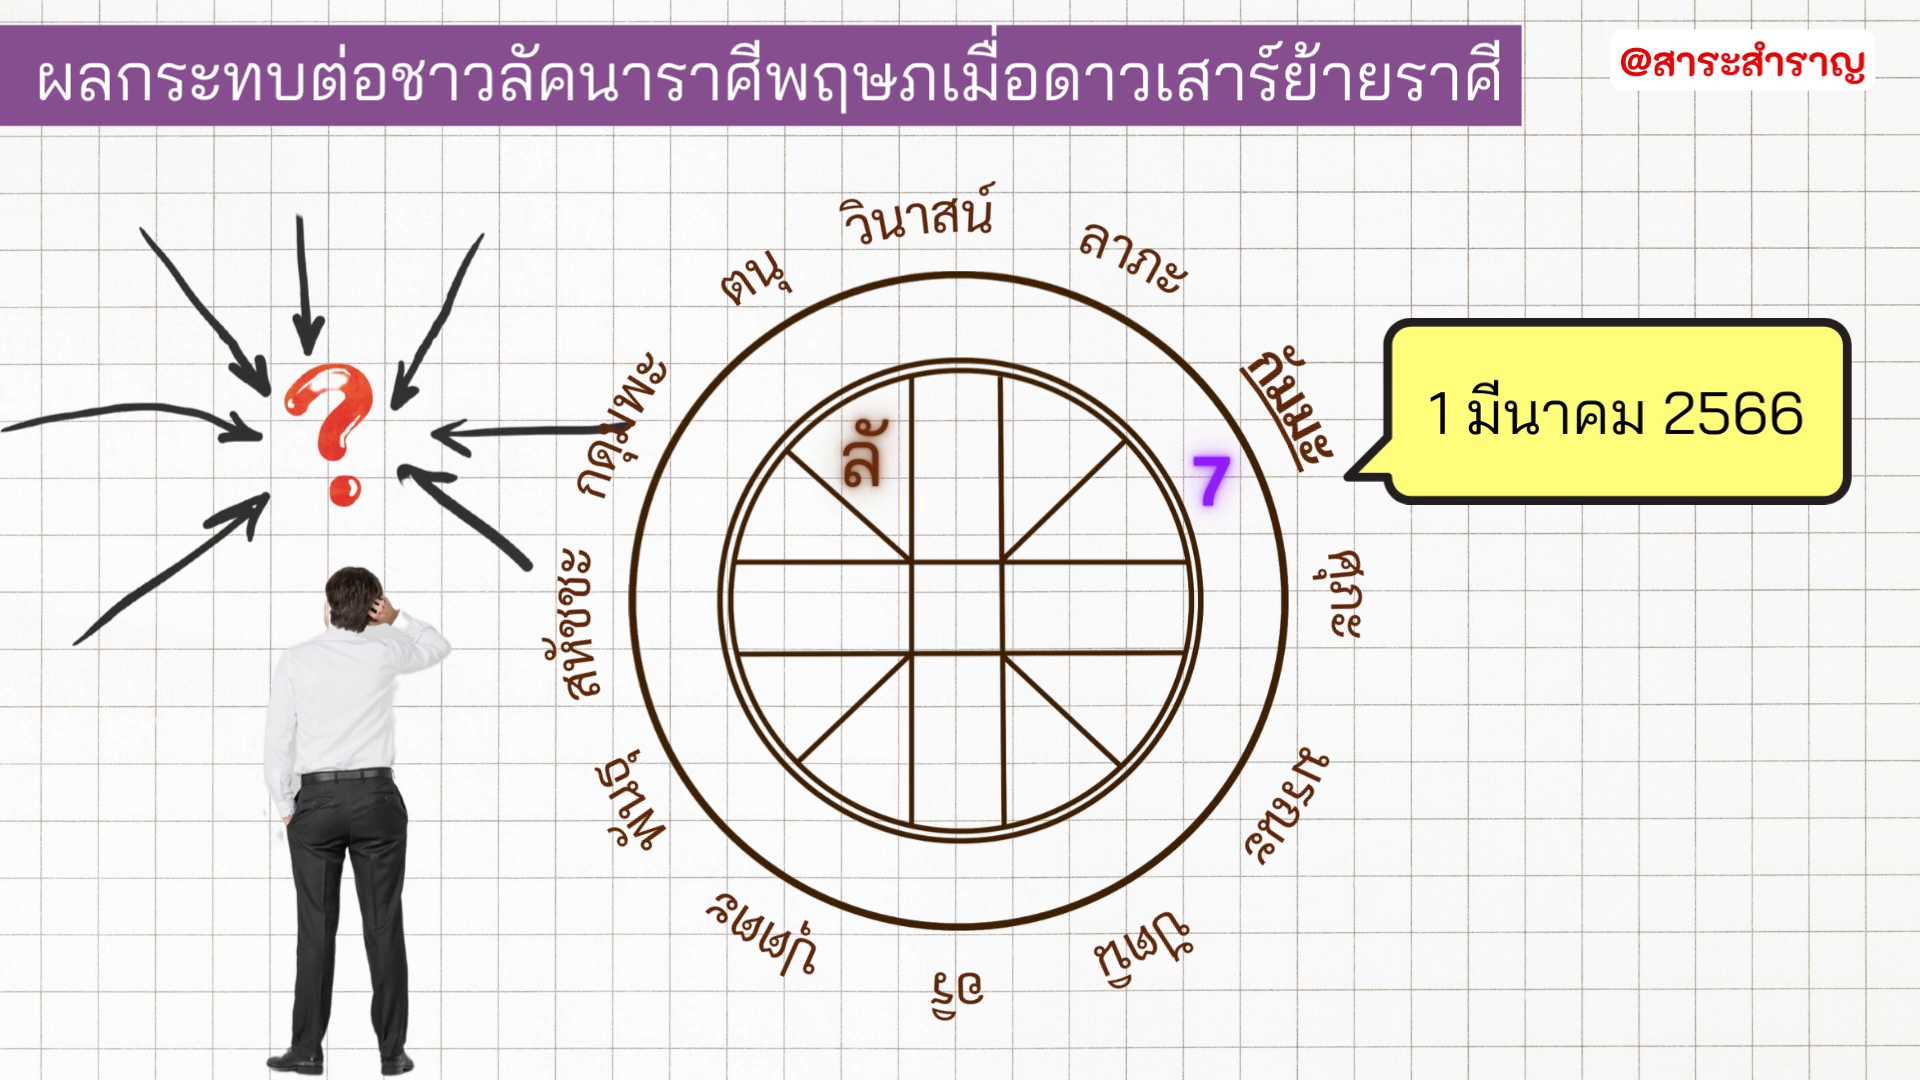 ผลกระทบต่อชาวลัคนาราศีพฤษภเมื่อดาวเสาร์ย้ายราศี
@สาระสำราญ
วินาสน์
ลาภะ
ตนุ
กัมมะ
กดุมพะ
1 มีนาคม 2566
ลั
7
สหัชชะ
ศุภะ
พันธุ์
มรณะ
ปุตตะ
ปัตนิ
อริ